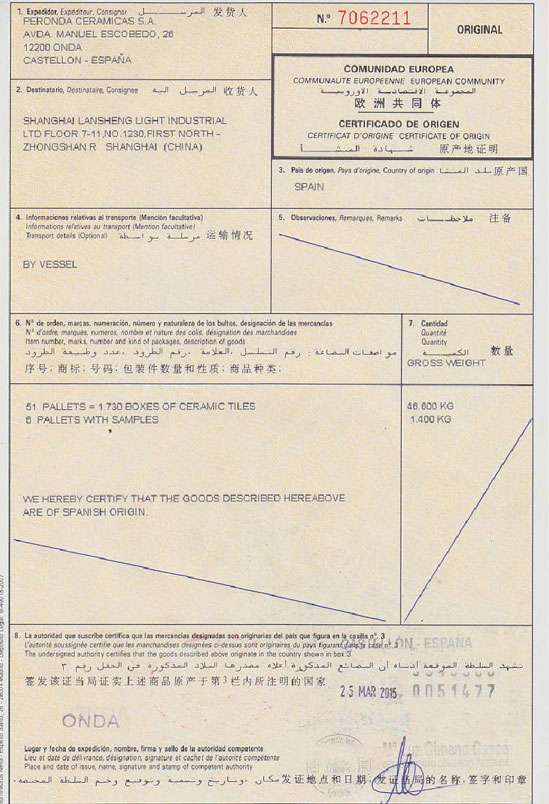 1. Expedidor, Expéditeur, Consignor المرسل 发货人
PERONDA CERAMICAS S.A.
AVDA. MANUEL ESCOBEDO, 26
12200 ONDA
CASTELLON - ESPAÑA
N.° 7062211
ORIGINAL
COMUNIDAD EUROPEA
COMMUNAUTE EUROPEENNE EUROPEAN COMMUNITY
المجموعة الاقتصادية الأوروبية
欧洲共同体
CERTIFICADO DE ORIGEN
CERTIFICAT D'ORIGINE CERTIFICATE OF ORIGIN
شهادة المنشأ 原产地证明
2. Destinatario, Destinataire, Consignee المرسل اليه 收货人
SHANGHAI LANSHENG LIGHT INDUSTRIAL
LTD FLOOR 7-11,NO.1230,FIRST NORTH -
ZHONGSHAN R SHANGHAI (CHINA)
3. País de origen, Pays d'origine, Country of origin بلد المنشأ 原产国
SPAIN
4. Informaciones relativas al transporte (Mención facultativa)
Informations relatives au transport (Mention facultative)
Transport details (Optional) مرسلة بواسطة 运输情况
BY VESSEL
5. Observaciones, Remarques, Remarks ملاحظات 注备
6. N.° de orden, marcas, numeración, número y naturaleza de los bultos, designación de las mercancías
N.° d'ordre, marques, numéros, nombre et nature des colis, désignation des marchandises
Item number, marks, number and kind of packages, description of goods
مواصفات البضاعة: رقم التسلسل, العلامة, رقم الطرود, عدد وطبيعة الطرود
序号; 商标; 号码; 包装件数量和性质; 商品种类;
7. Cantidad
Quantité
Quantity
الكمية 数量
GROSS WEIGHT
51 PALLETS = 1,730 BOXES OF CERAMIC TILES 46,600 KG
6 PALLETS WITH SAMPLES 1,400 KG
WE HEREBY CERTIFY THAT THE GOODS DESCRIBED HEREABOVE
ARE OF SPANISH ORIGIN.
8. La autoridad que suscribe certifica que las mercancías designadas son originarias del país que figura en la casilla n°. 3
L'autorité soussignée certifie que les marchandises designées ci-dessus sont originaires du pays figurant dans la case n° 3
The undersigned authority certifies that the goods described above originate in the country shown in box 3
تشهد السلطة الموقعة أدناه أن البضائع المذكورة أعلاه مصدرها البلاد المذكورة في الحقل رقم ٣
签发该证当局证实上述商品原产于第3栏内所注明的国家
CASTELLON - ESPAÑA
25 MAR 2015
0051477
ONDA
Lugar y fecha de expedición, nombre, firma y sello de la autoridad competente
Lieu et date de délivrance, désignation, signature et cachet de l'autorité compétente
Place and date of issue, name, signature and stamp of competent authority
مكان وتاريخ وتسمية وتوقيع وختم السلطة المختصة 发证地点和日期, 发证当局的名称, 签字和印章